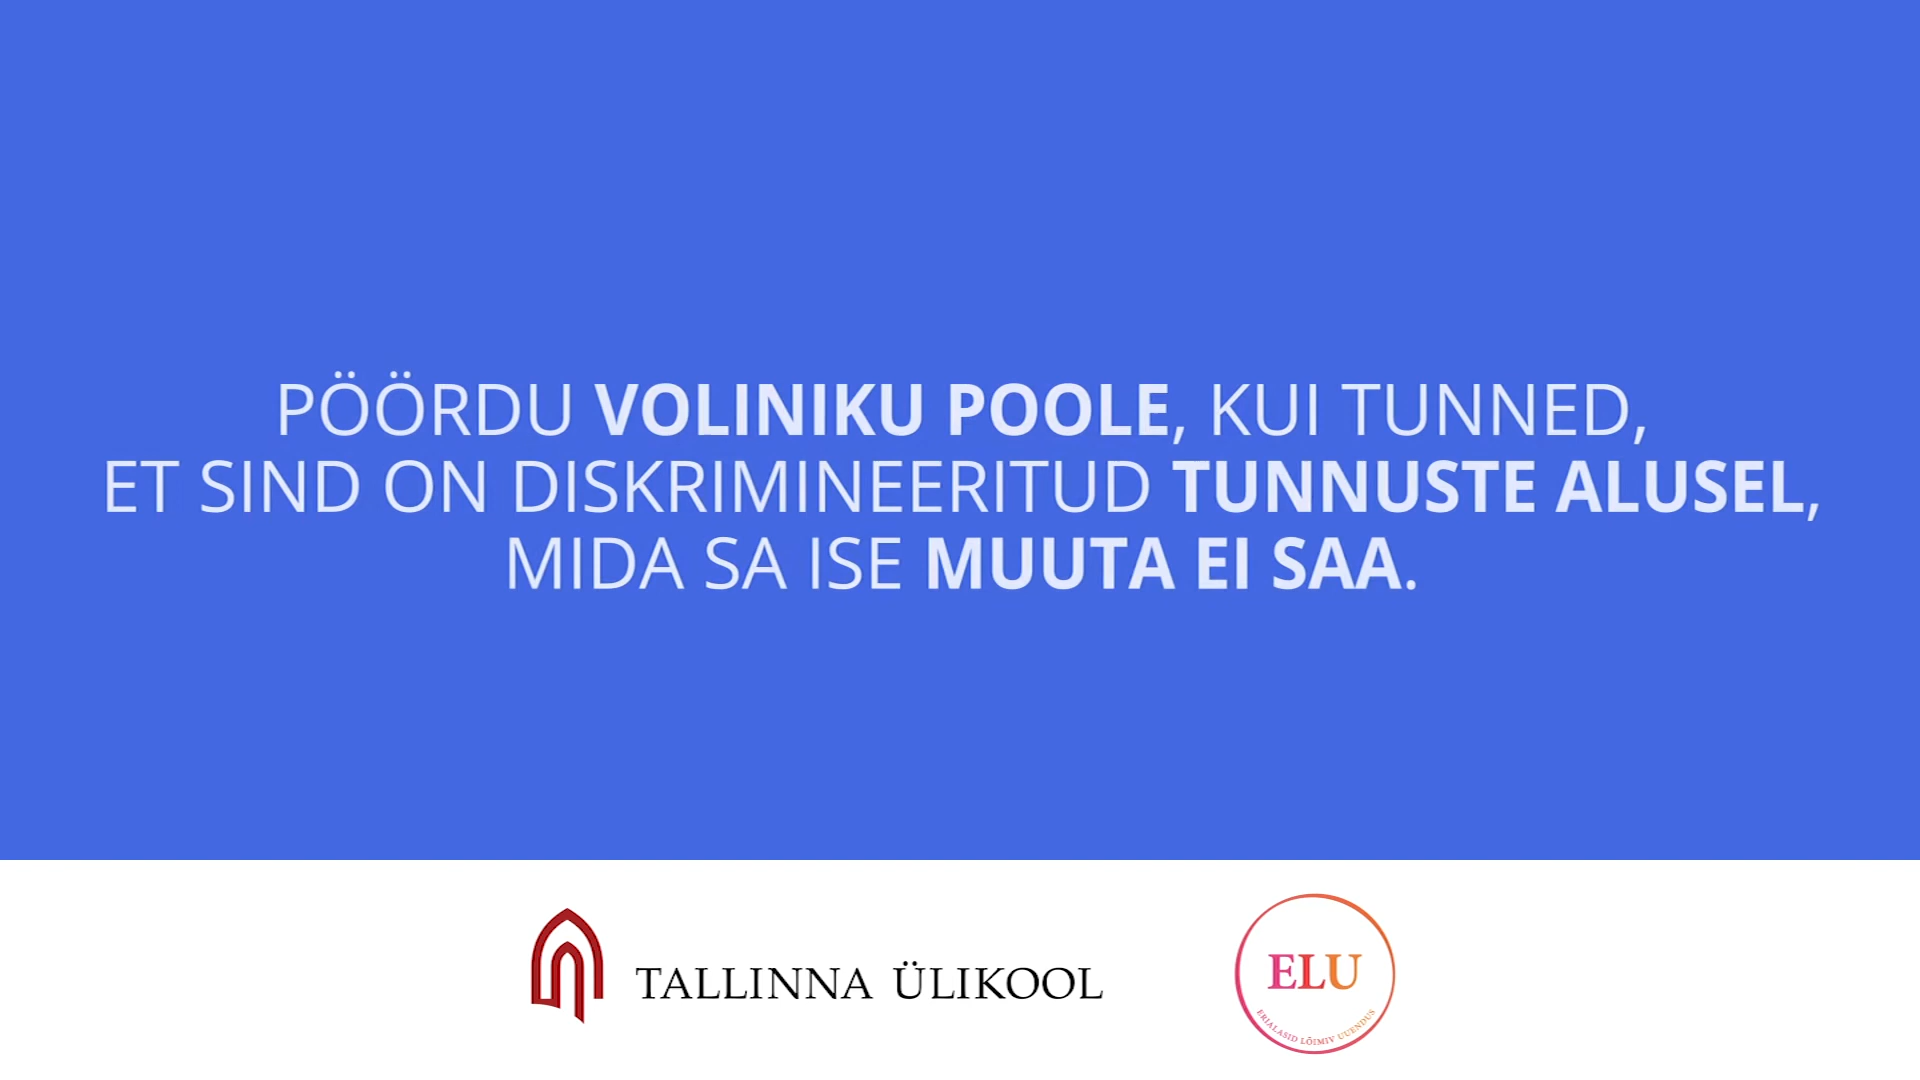 PÖÖRDU VOLINIKU POOLE, KUI TUNNED,
ET SIND ON DISKRIMINEERITUD TUNNUSTE ALUSEL,
MIDA SA ISE MUUTA EI SAA.
TALLINNA ÜLIKOOL
ELU
ERIALASID LÕIMIV UUENDUS